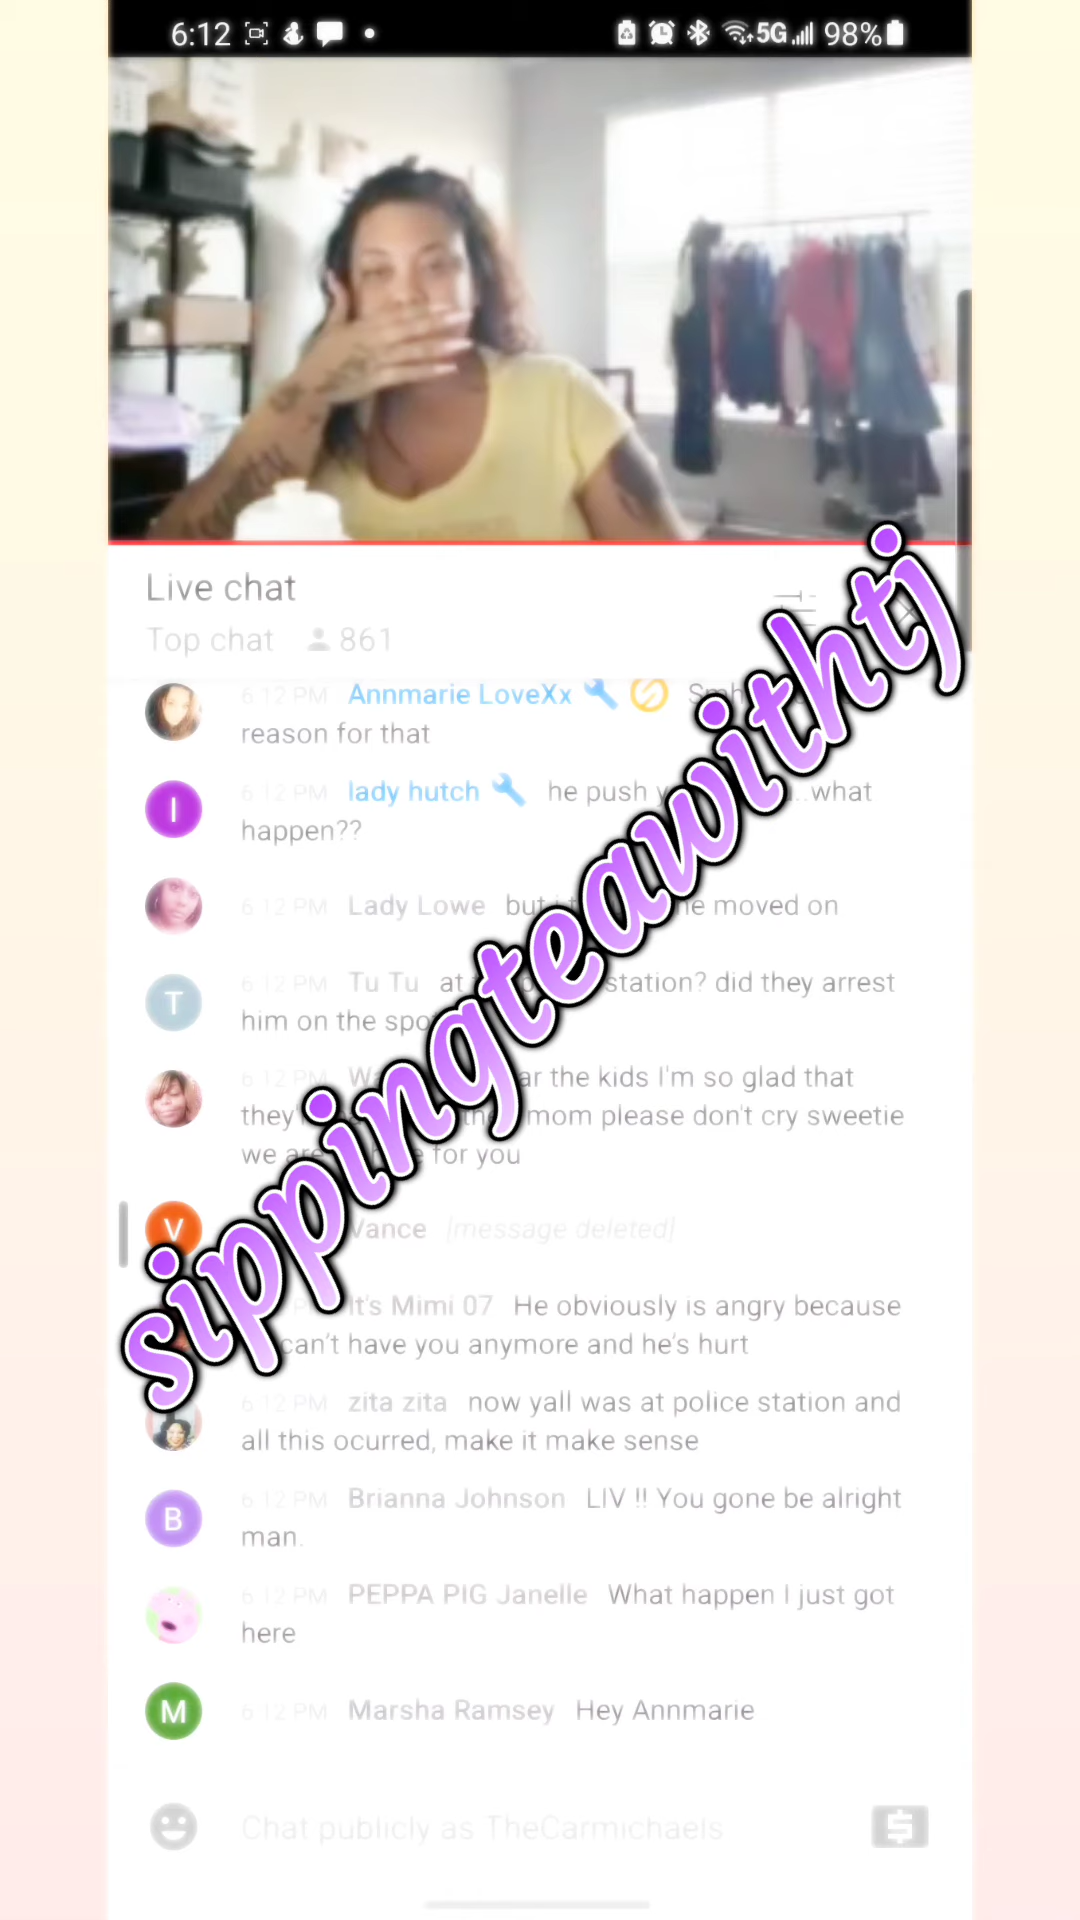 6:12 5G 98%
Live chat
Top chat 861
6:12 PM Annmarie LoveXx Smh
reason for that
I 6:12 PM lady hutch he push what
happen??
6:12 PM Lady Lowe but he moved on
T 6:12 PM Tu Tu at station? did they arrest
him on the spo
6:12 PM the kids I'm so glad that
mom please don't cry sweetie
we for you
V Vance [message deleted]
It's Mimi 07 He obviously is angry because
can't have you anymore and he's hurt
6:12 PM zita zita now yall was at police station and
all this ocurred, make it make sense
B 6:12 PM Brianna Johnson LIV !! You gone be alright
man.
6:12 PM PEPPA PIG Janelle What happen I just got
here
M 6:12 PM Marsha Ramsey Hey Annmarie
Chat publicly as TheCarmichaels
sippingteawithtj